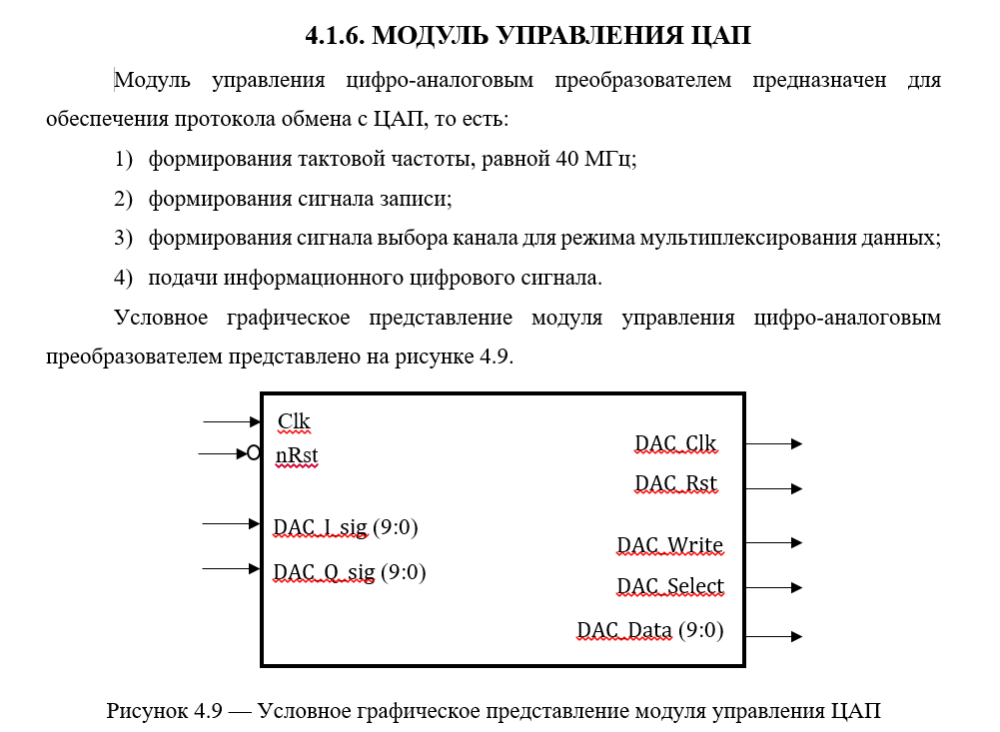 4.1.6. МОДУЛЬ УПРАВЛЕНИЯ ЦАП
Модуль управления цифро-аналоговым преобразователем предназначен для
обеспечения протокола обмена с ЦАП, то есть:
1) формирования тактовой частоты, равной 40 МГц;
2) формирования сигнала записи;
3) формирования сигнала выбора канала для режима мультиплексирования данных;
4) подачи информационного цифрового сигнала.
Условное графическое представление модуля управления цифро-аналоговым
преобразователем представлено на рисунке 4.9.
Clk
nRst
DAC_I_sig (9:0)
DAC_Q_sig (9:0)
DAC_Clk
DAC_Rst
DAC_Write
DAC_Select
DAC_Data (9:0)
Рисунок 4.9 — Условное графическое представление модуля управления ЦАП